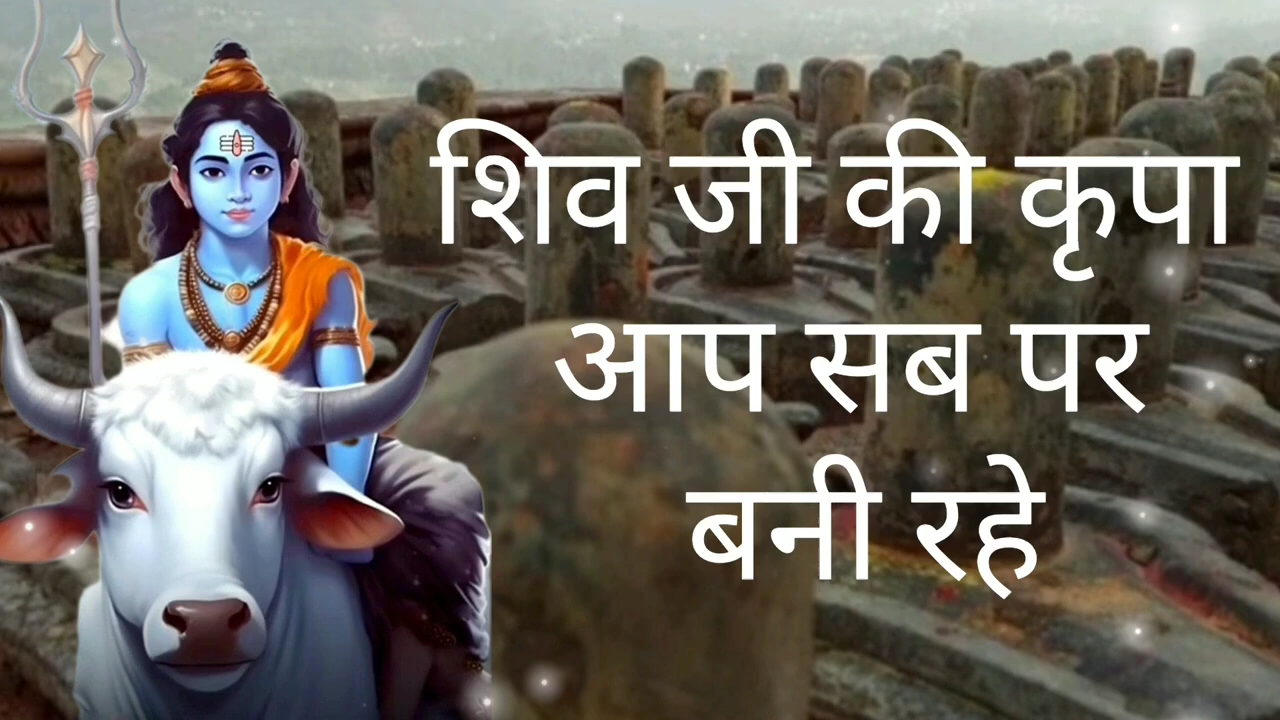 शिव जी की कृपा
आप सब पर
बनी रहे